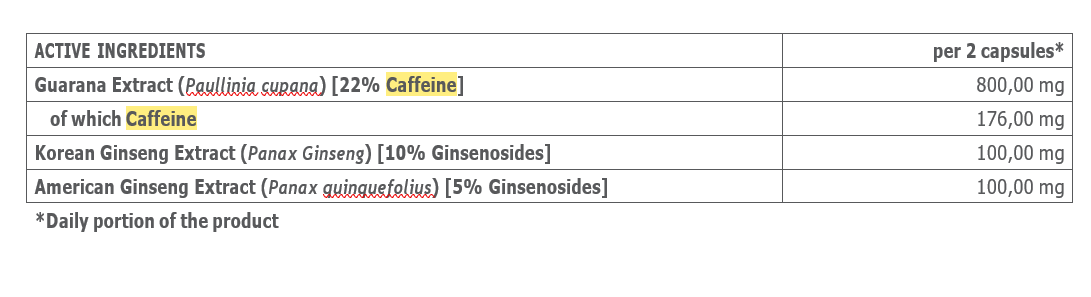 ACTIVE INGREDIENTS per 2 capsules*
Guarana Extract (Paullinia cupana) [22% Caffeine] 800,00 mg
of which Caffeine 176,00 mg
Korean Ginseng Extract (Panax Ginseng) [10% Ginsenosides] 100,00 mg
American Ginseng Extract (Panax quinquefolius) [5% Ginsenosides] 100,00 mg
*Daily portion of the product